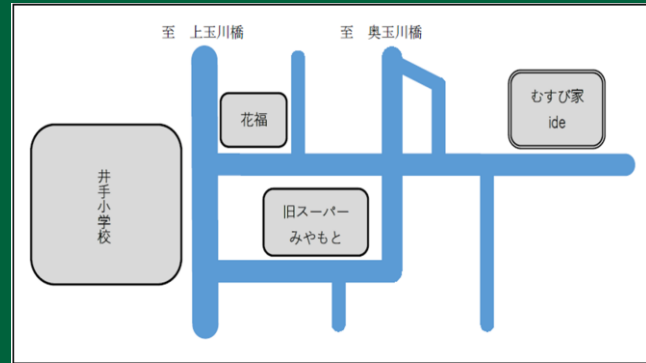 至　上玉川橋
至　奥玉川橋
花福
むすび家
ide
井手小学校
旧スーパー
みやもと